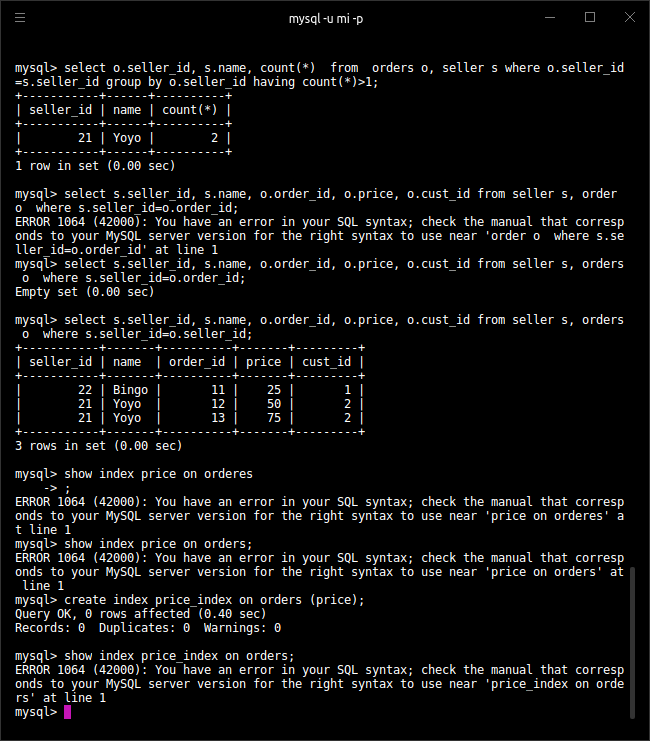 mysql -u mi -p
mysql> select o.seller_id, s.name, count(*)  from  orders o, seller s where o.seller_id
=s.seller_id group by o.seller_id having count(*)>1;
+-----------+------+----------+
| seller_id | name | count(*) |
+-----------+------+----------+
|        21 | Yoyo |        2 |
+-----------+------+----------+
1 row in set (0.00 sec)
mysql> select s.seller_id, s.name, o.order_id, o.price, o.cust_id from seller s, order
o  where s.seller_id=o.order_id;
ERROR 1064 (42000): You have an error in your SQL syntax; check the manual that corresp
onds to your MySQL server version for the right syntax to use near 'order o  where s.se
ller_id=o.order_id' at line 1
mysql> select s.seller_id, s.name, o.order_id, o.price, o.cust_id from seller s, orders
 o  where s.seller_id=o.order_id;
Empty set (0.00 sec)
mysql> select s.seller_id, s.name, o.order_id, o.price, o.cust_id from seller s, orders
 o  where s.seller_id=o.seller_id;
+-----------+-------+----------+-------+---------+
| seller_id | name  | order_id | price | cust_id |
+-----------+-------+----------+-------+---------+
|        22 | Bingo |       11 |    25 |       1 |
|        21 | Yoyo  |       12 |    50 |       2 |
|        21 | Yoyo  |       13 |    75 |       2 |
+-----------+-------+----------+-------+---------+
3 rows in set (0.00 sec)
mysql> show index price on orderes
    -> ;
ERROR 1064 (42000): You have an error in your SQL syntax; check the manual that corresp
onds to your MySQL server version for the right syntax to use near 'price on orderes' a
t line 1
mysql> show index price on orders;
ERROR 1064 (42000): You have an error in your SQL syntax; check the manual that corresp
onds to your MySQL server version for the right syntax to use near 'price on orders' at
 line 1
mysql> create index price_index on orders (price);
Query OK, 0 rows affected (0.40 sec)
Records: 0  Duplicates: 0  Warnings: 0
mysql> show index price_index on orders;
ERROR 1064 (42000): You have an error in your SQL syntax; check the manual that corresp
onds to your MySQL server version for the right syntax to use near 'price_index on orde
rs' at line 1
mysql>